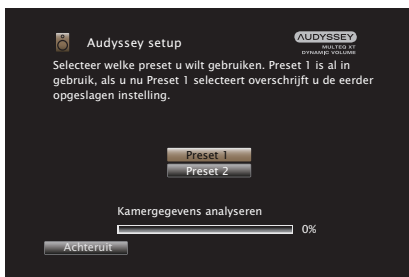 Audyssey setup
AUDYSSEY
MULTEQ XT
DYNAMIC VOLUME
Selecteer welke preset u wilt gebruiken. Preset 1 is al in
gebruik, als u nu Preset 1 selecteert overschrijft u de eerder
opgeslagen instelling.
Preset 1
Preset 2
Kamergegevens analyseren
0%
Achteruit